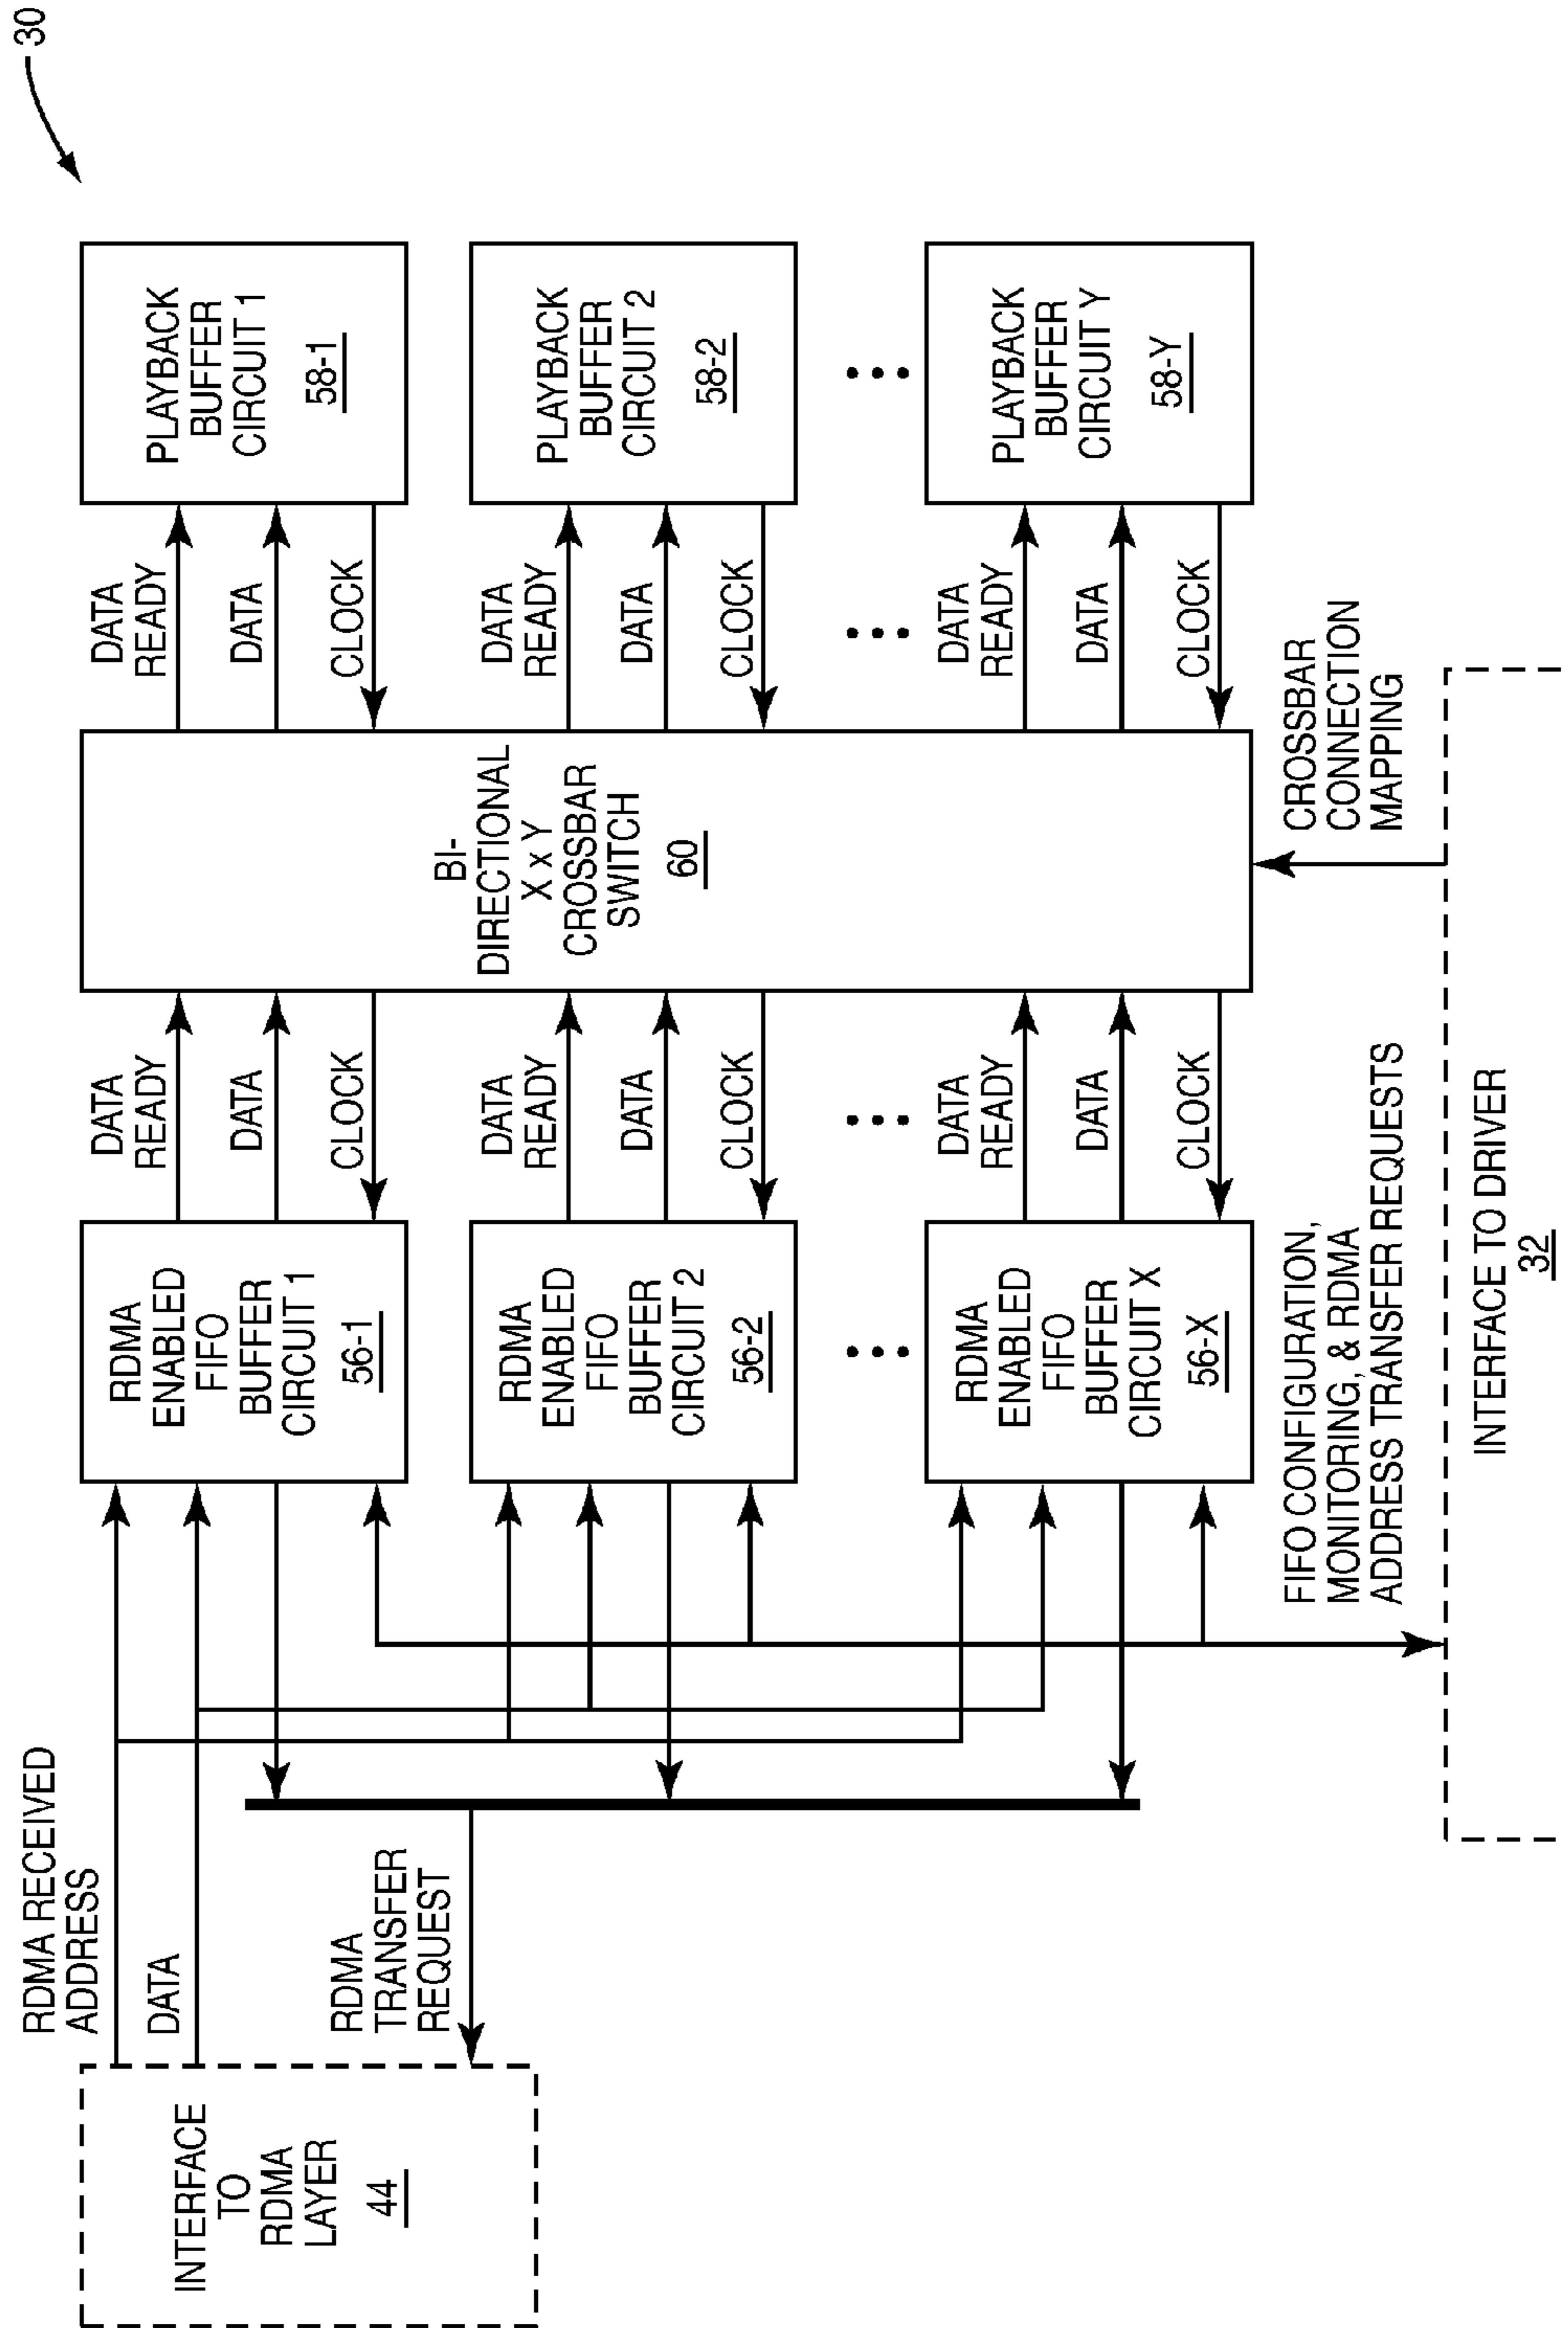 30
INTERFACE
TO
RDMA
LAYER
44
RDMA RECEIVED
ADDRESS
DATA
RDMA
TRANSFER
REQUEST
RDMA
ENABLED
FIFO
BUFFER
CIRCUIT 1
56-1
DATA
READY
DATA
CLOCK
RDMA
ENABLED
FIFO
BUFFER
CIRCUIT 2
56-2
DATA
READY
DATA
CLOCK
RDMA
ENABLED
FIFO
BUFFER
CIRCUIT X
56-X
DATA
READY
DATA
CLOCK
BI-
DIRECTIONAL
X x Y
CROSSBAR
SWITCH
60
DATA
READY
DATA
CLOCK
PLAYBACK
BUFFER
CIRCUIT 1
58-1
DATA
READY
DATA
CLOCK
PLAYBACK
BUFFER
CIRCUIT 2
58-2
DATA
READY
DATA
CLOCK
PLAYBACK
BUFFER
CIRCUIT Y
58-Y
FIFO CONFIGURATION,
MONITORING, & RDMA
ADDRESS TRANSFER REQUESTS
CROSSBAR
CONNECTION
MAPPING
INTERFACE TO DRIVER
32